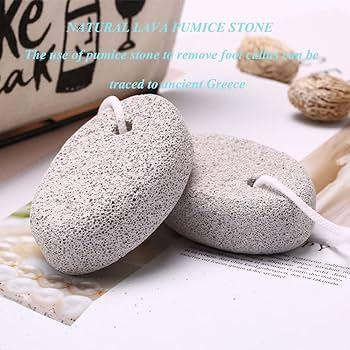 NATURAL LAVA PUMICE STONE
The use of pumice stone to remove foot callus can be
traced to ancient Greece